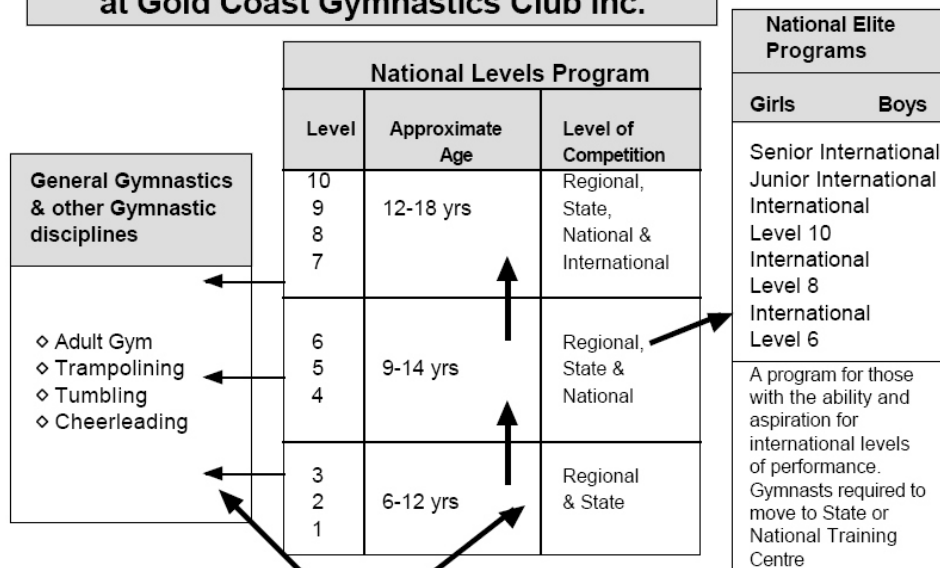 at Gold Coast Gymnastics Club Inc.
National Levels Program
Level
Approximate
Age
Level of
Competition
10
9
8
7
12-18 yrs
Regional,
State,
National &
International
6
5
4
9-14 yrs
Regional,
State &
National
3
2
1
6-12 yrs
Regional
& State
General Gymnastics
& other Gymnastic
disciplines
◇ Adult Gym
◇ Trampolining
◇ Tumbling
◇ Cheerleading
National Elite
Programs
Girls Boys
Senior International
Junior International
International
Level 10
International
Level 8
International
Level 6
A program for those
with the ability and
aspiration for
international levels
of performance.
Gymnasts required to
move to State or
National Training
Centre